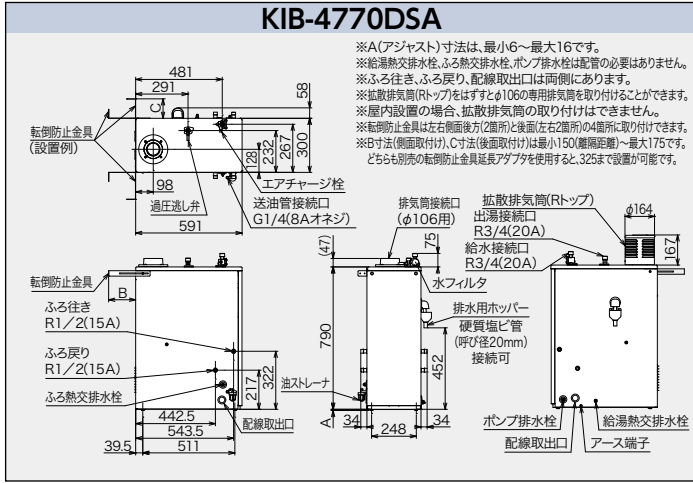 KIB-4770DSA
※A(アジャスト)寸法は、最小6～最大16です。
※給湯熱交排水栓、ふろ熱交排水栓、ポンプ排水栓は配管の必要はありません。
※ふろ往き、ふろ戻り、配線取出口は両側にあります。
※拡散排気筒(Rトップ)をはずすとφ106の専用排気筒を取り付けることができます。
※屋内設置の場合、拡散排気筒の取り付けはできません。
※転倒防止金具は左右側面後方(2箇所)と後面(左右2箇所)の4箇所に取り付けできます。
※B寸法(側面取付け)、C寸法(後面取付け)は最小150(離隔距離)～最大175です。
どちらも別売の転倒防止金具延長アダプタを使用すると、325まで設置が可能です。
481
291
58
C
転倒防止金具
(設置例)
128
232
267
300
98
エアチャージ栓
過圧逃し弁
送油管接続口
G1/4(8Aオネジ)
591
排気筒接続口
(φ106用)
(47)
75
拡散排気筒(Rトップ)
φ164
出湯接続口
R3/4(20A)
167
給水接続口
R3/4(20A)
転倒防止金具
B
水フィルタ
ふろ往き
R1/2(15A)
排水用ホッパー
硬質塩ビ管
(呼び径20mm)
接続可
790
ふろ戻り
R1/2(15A)
322
217
452
油ストレーナ
ふろ熱交排水栓
配線取出口
442.5
543.5
39.5
511
A
34
248
34
ポンプ排水栓
給湯熱交排水栓
配線取出口
アース端子